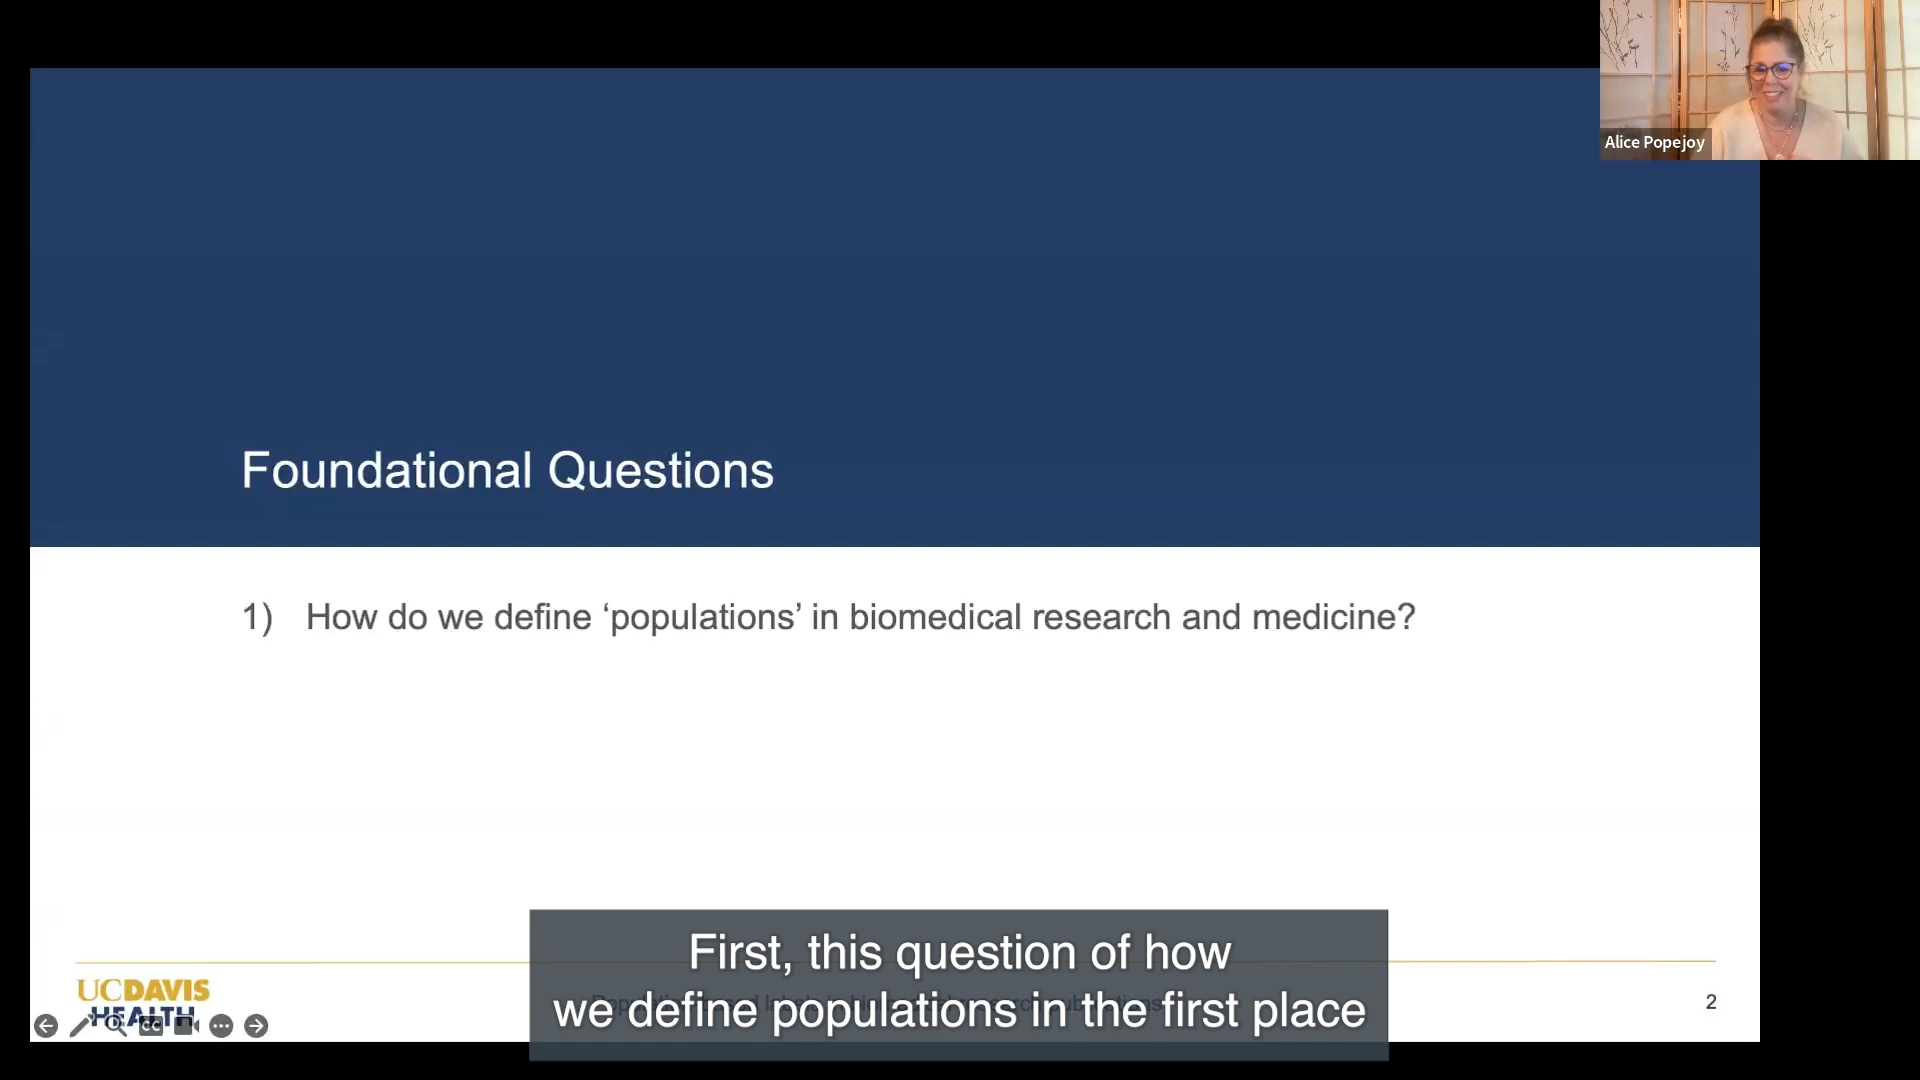 Alice Popejoy
Foundational Questions
1) How do we define ‘populations’ in biomedical research and medicine?
First, this question of how
we define populations in the first place
UCDAVIS
HEALTH
2